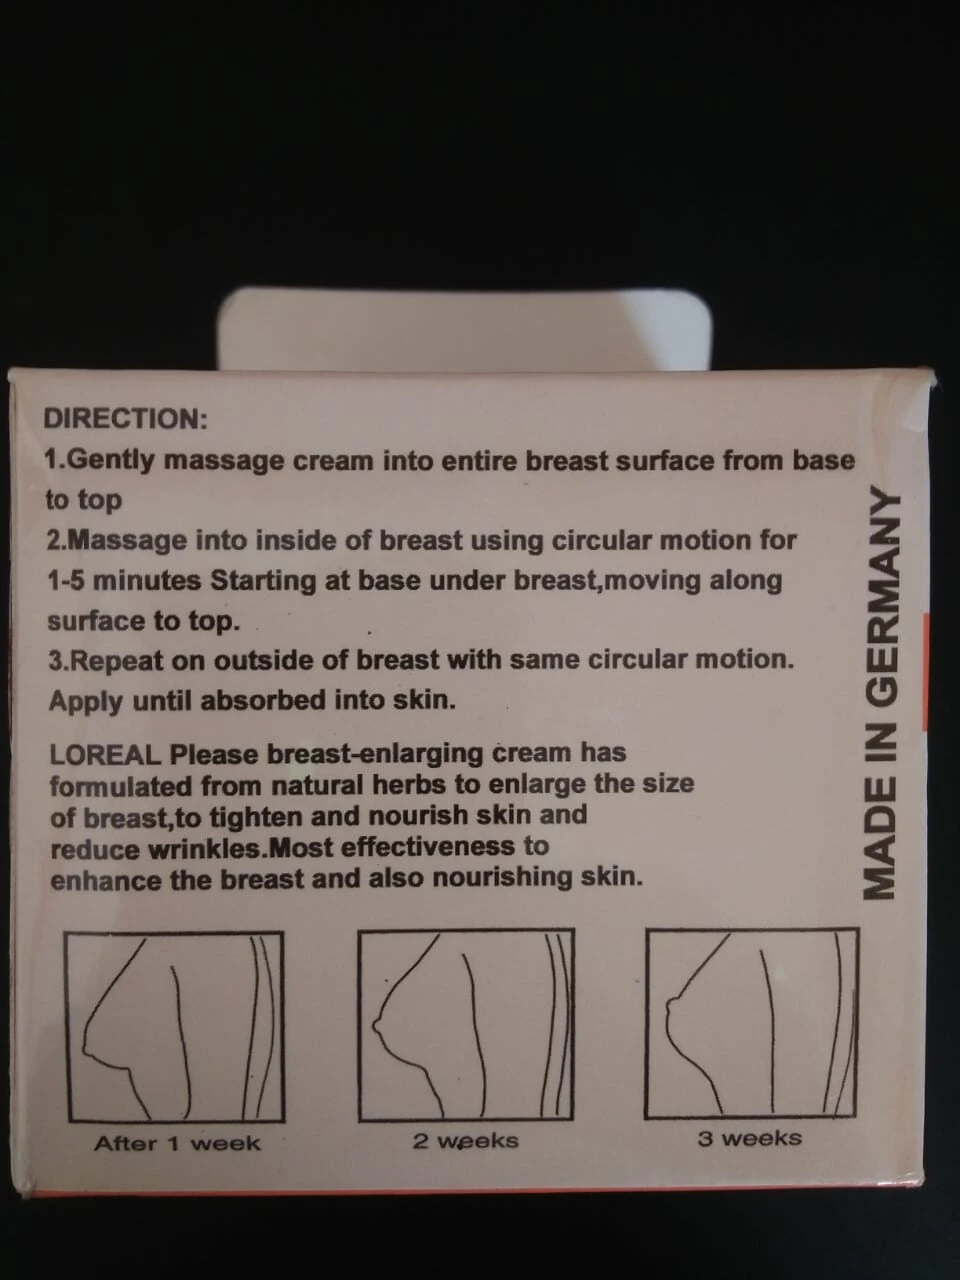 DIRECTION:
1.Gently massage cream into entire breast surface from base
to top
2.Massage into inside of breast using circular motion for
1-5 minutes Starting at base under breast,moving along
surface to top.
3.Repeat on outside of breast with same circular motion.
Apply until absorbed into skin.
LOREAL Please breast-enlarging cream has
formulated from natural herbs to enlarge the size
of breast,to tighten and nourish skin and
reduce wrinkles.Most effectiveness to
enhance the breast and also nourishing skin.
MADE IN GERMANY
After 1 week
2 weeks
3 weeks